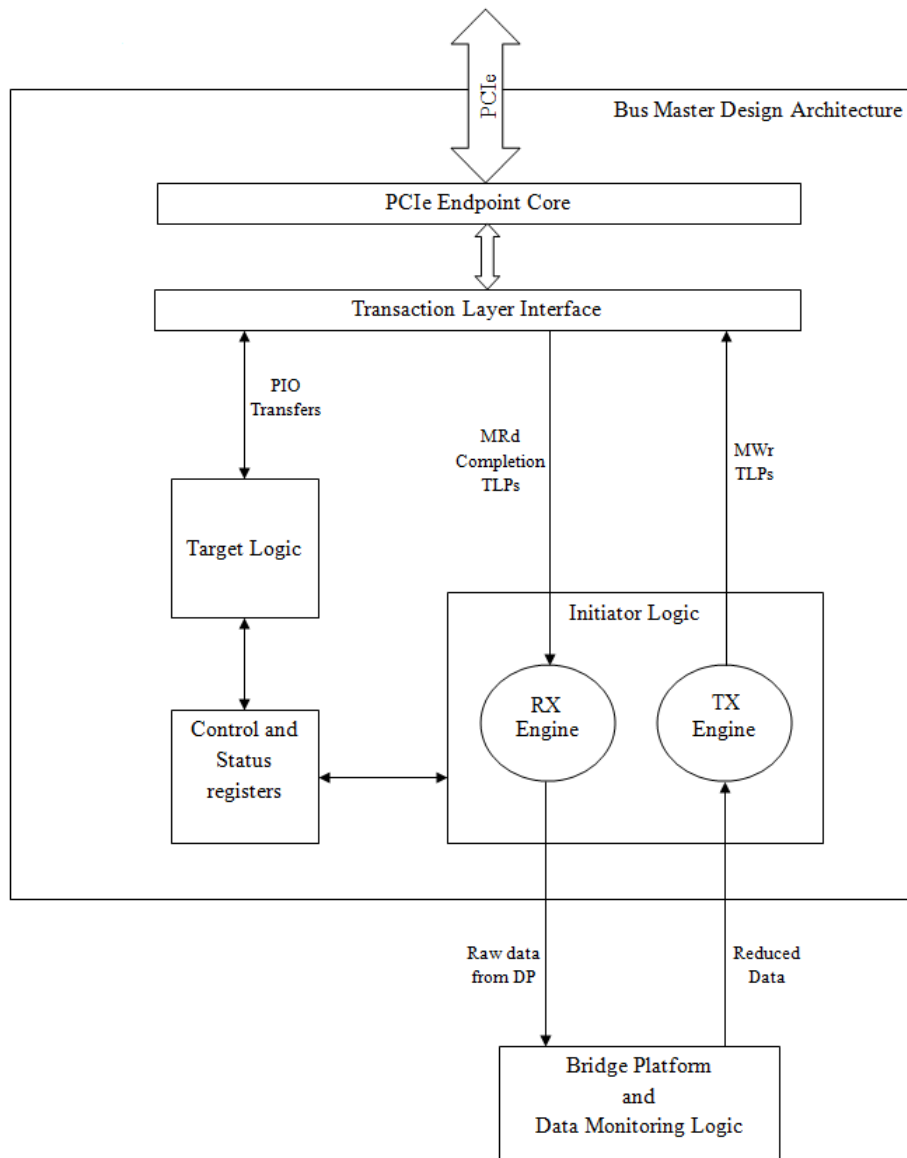 PCIe
Bus Master Design Architecture
PCIe Endpoint Core
Transaction Layer Interface
PIO
Transfers
MRd
Completion
TLPs
MWr
TLPs
Target Logic
Initiator Logic
RX
Engine
TX
Engine
Control and
Status
registers
Raw data
from DP
Reduced
Data
Bridge Platform
and
Data Monitoring Logic